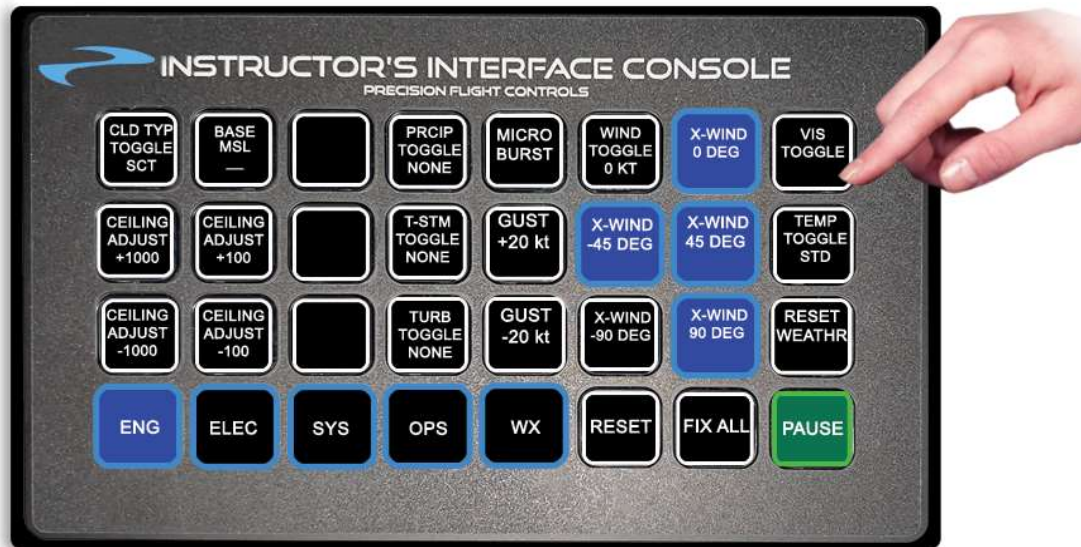 INSTRUCTOR'S INTERFACE CONSOLE
PRECISION FLIGHT CONTROLS
CLD TYP
TOGGLE
SCT
BASE
MSL
__
PRCIP
TOGGLE
NONE
MICRO
BURST
WIND
TOGGLE
0 KT
X-WIND
0 DEG
VIS
TOGGLE
CEILING
ADJUST
+1000
CEILING
ADJUST
+100
T-STM
TOGGLE
NONE
GUST
+20 kt
X-WIND
-45 DEG
X-WIND
45 DEG
TEMP
TOGGLE
STD
CEILING
ADJUST
-1000
CEILING
ADJUST
-100
TURB
TOGGLE
NONE
GUST
-20 kt
X-WIND
-90 DEG
X-WIND
90 DEG
RESET
WEATHR
ENG
ELEC
SYS
OPS
WX
RESET
FIX ALL
PAUSE